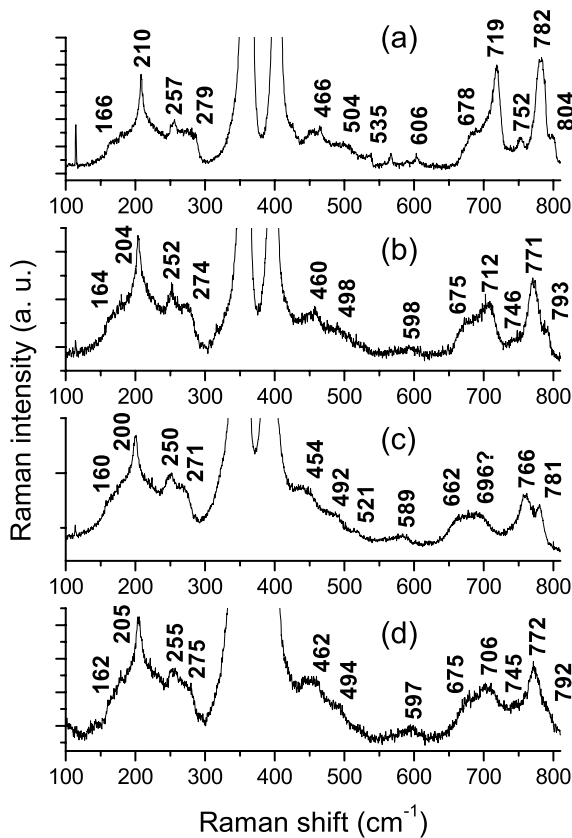 (a)
166 210 257 279 466 504 535 606 678 719 752 782 804
100 200 300 400 500 600 700 800
(b)
164 204 252 274 460 498 598 675 712 746 771 793
100 200 300 400 500 600 700 800
(c)
160 200 250 271 454 492 521 589 662 696? 766 781
100 200 300 400 500 600 700 800
(d)
162 205 255 275 462 494 597 675 706 745 772 792
100 200 300 400 500 600 700 800
Raman intensity (a. u.)
Raman shift (cm⁻¹)